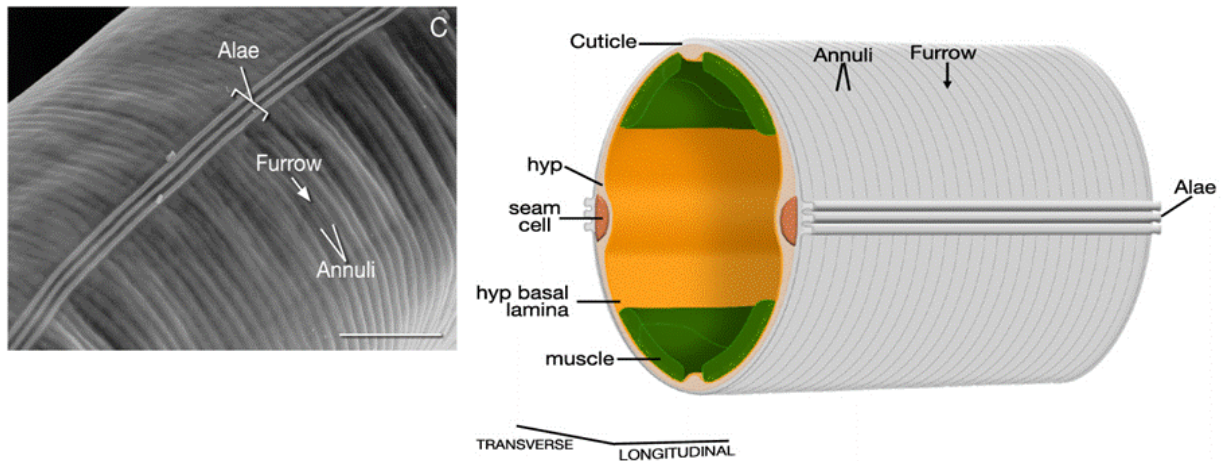 C
Alae
Furrow
Annuli
Cuticle
Annuli
Furrow
hyp
seam
cell
Alae
hyp basal
lamina
muscle
TRANSVERSE
LONGITUDINAL